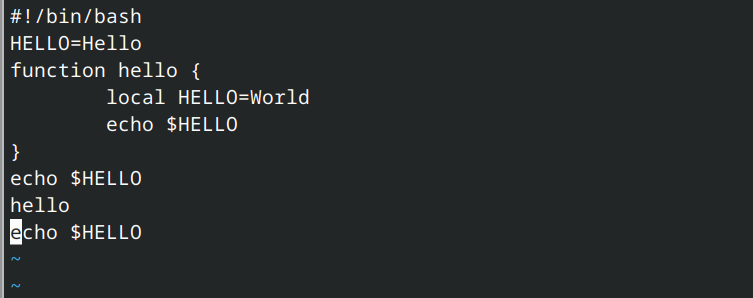 #!/bin/bash
HELLO=Hello
function hello {
        local HELLO=World
        echo $HELLO
}
echo $HELLO
hello
echo $HELLO
~
~